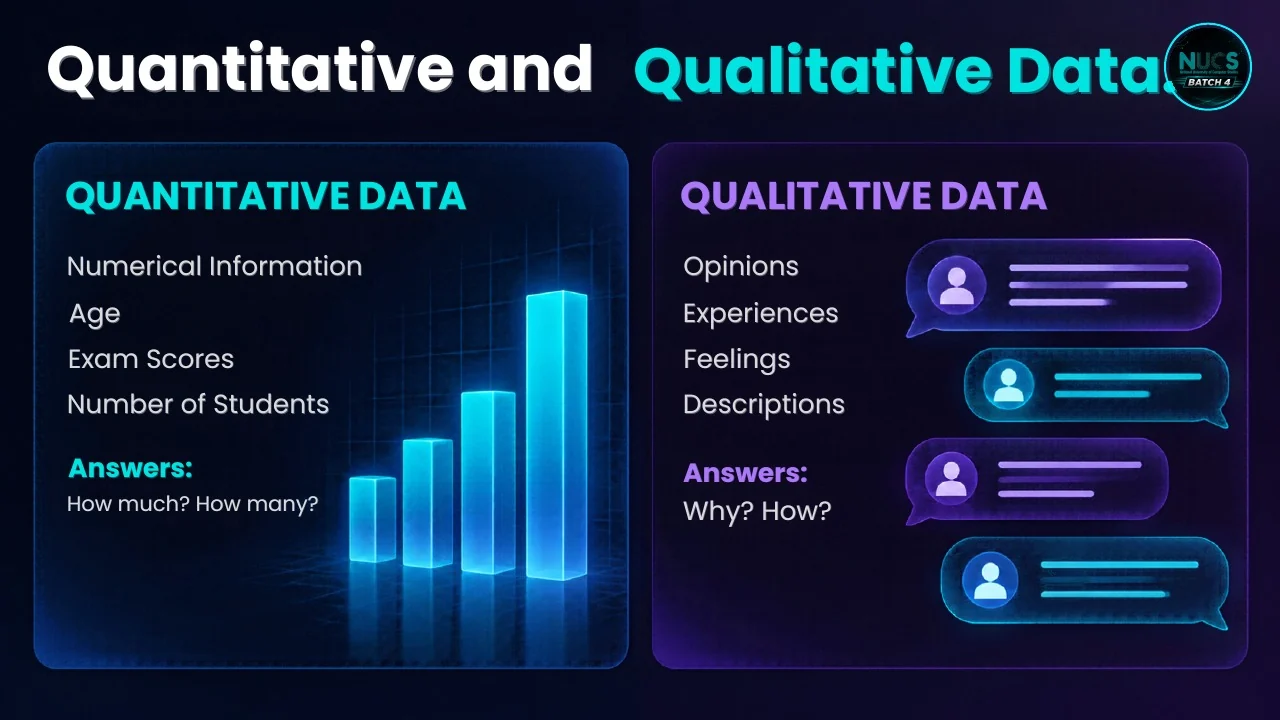 Quantitative and Qualitative Data.
NUCS
BATCH 4
QUANTITATIVE DATA
Numerical Information
Age
Exam Scores
Number of Students
Answers:
How much? How many?
QUALITATIVE DATA
Opinions
Experiences
Feelings
Descriptions
Answers:
Why? How?